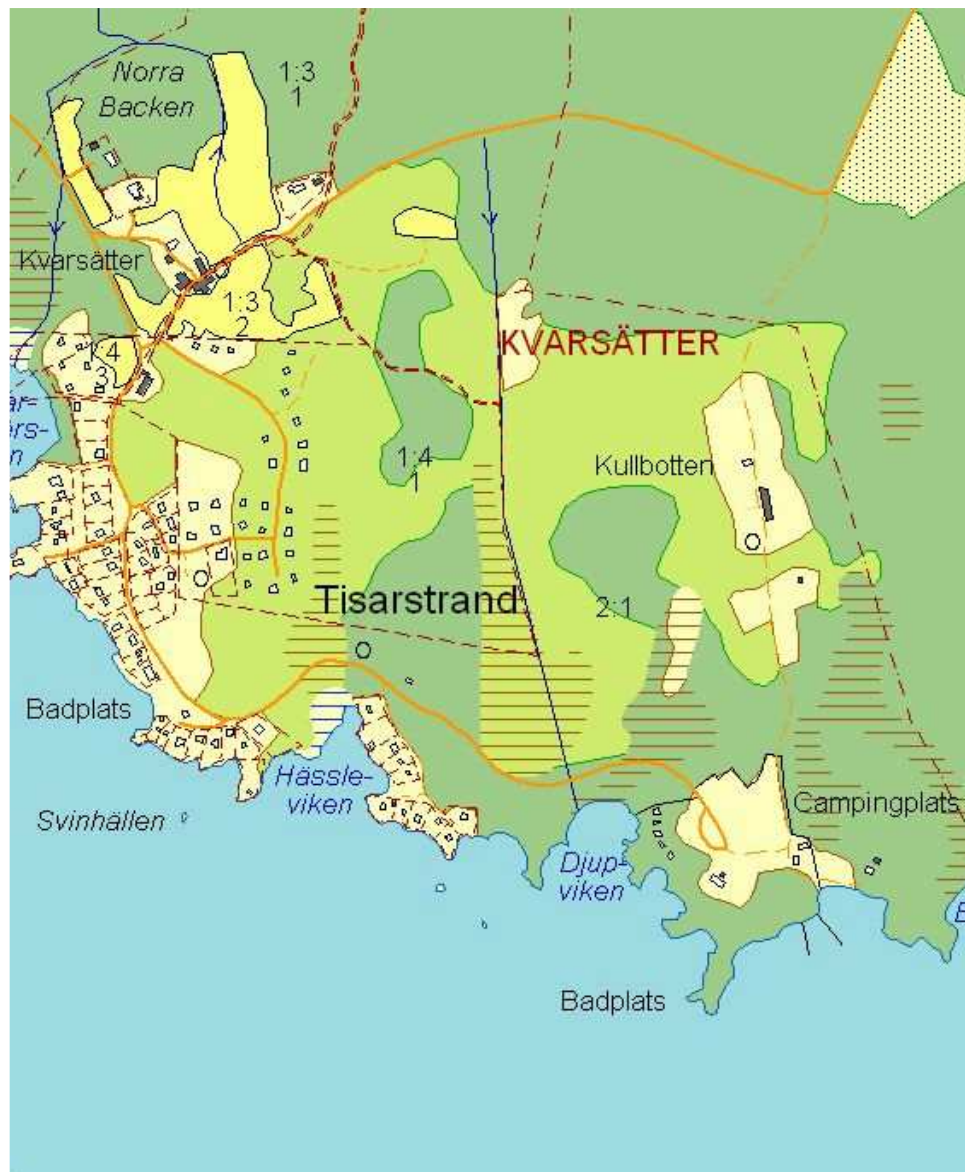 Norra
Backen
1:3
1
Kvarsätter
1:3
2
KVARSÄTTER
1:4
3
Kullbotten
1:4
1
Tisarstrand
2:1
Badplats
Hässle-
viken
Svinhällen
Campingplats
Djup-
viken
Badplats